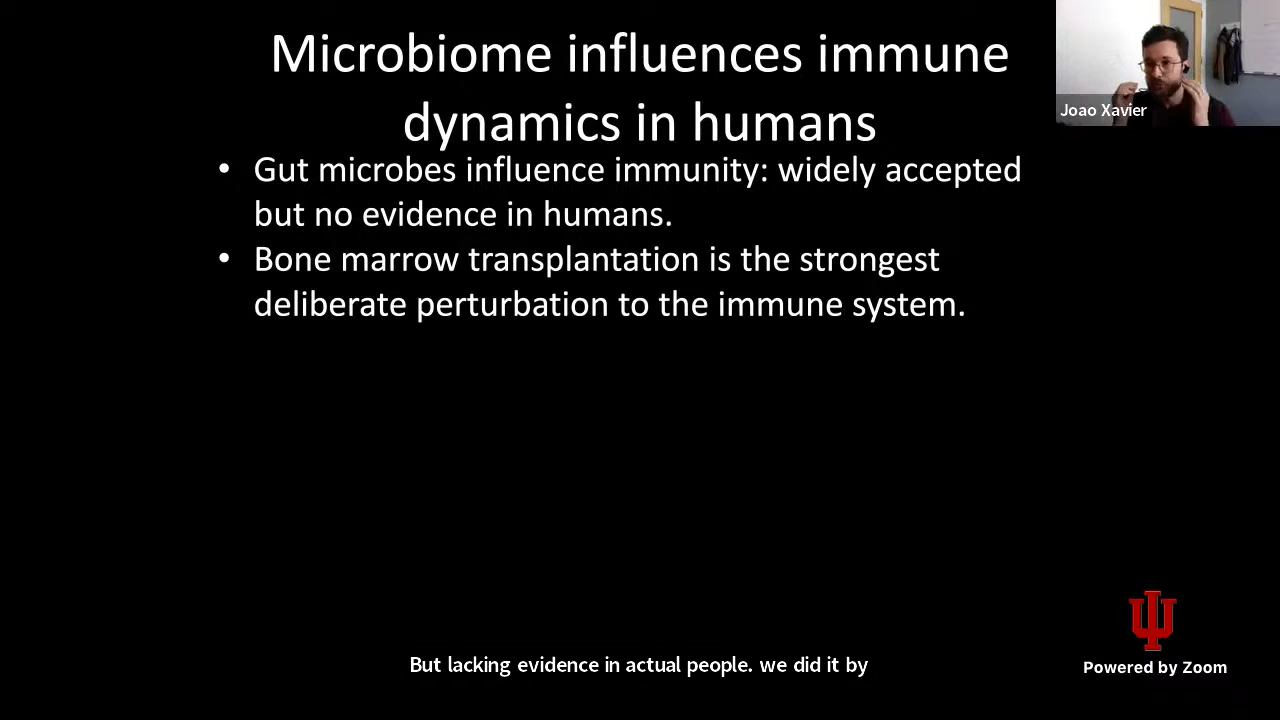 Microbiome influences immune
dynamics in humans
• Gut microbes influence immunity: widely accepted
but no evidence in humans.
• Bone marrow transplantation is the strongest
deliberate perturbation to the immune system.
Joao Xavier
But lacking evidence in actual people. we did it by
Powered by Zoom